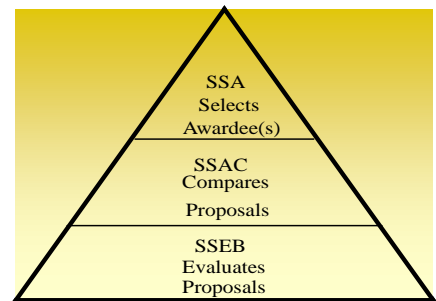 SSA
Selects
Awardee(s)
SSAC
Compares
Proposals
SSEB
Evaluates
Proposals